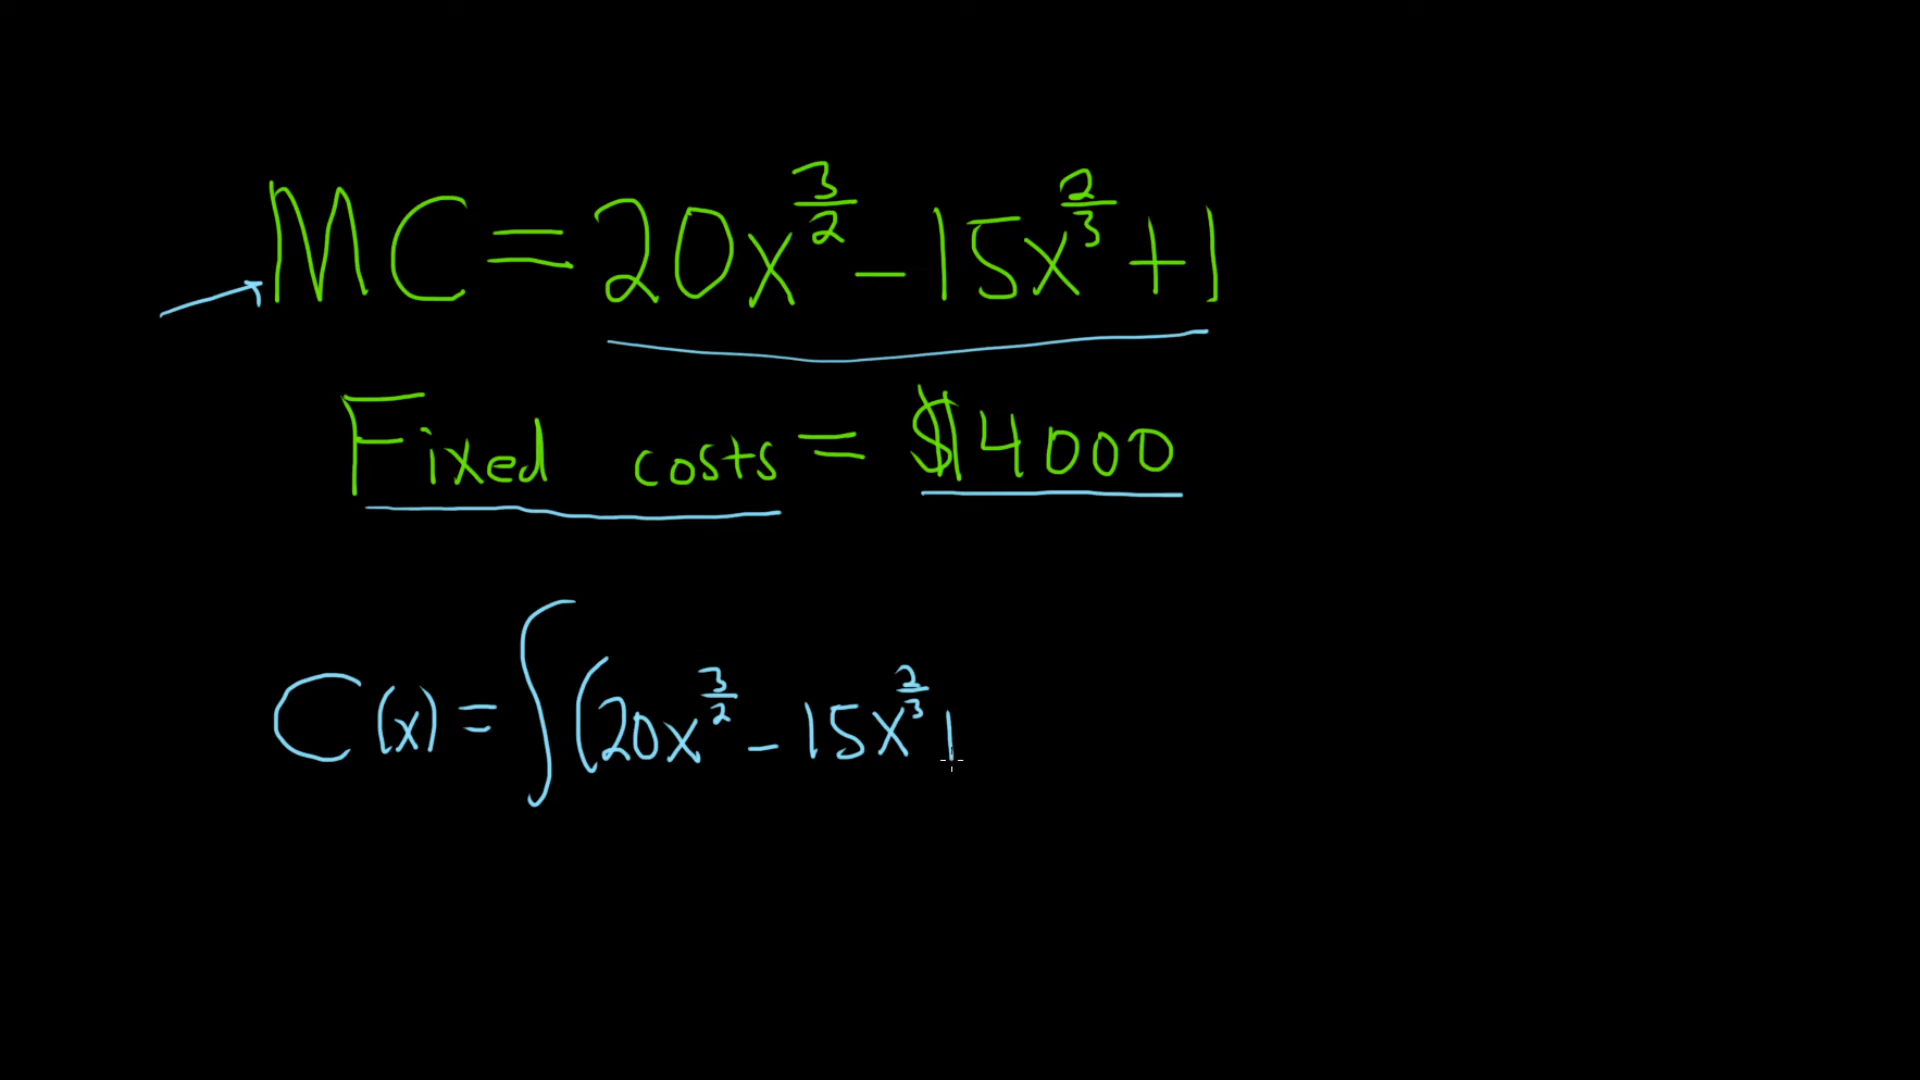 MC = 20x^{3/2} - 15x^{2/3} + 1
Fixed costs = $4000
C(x) = ∫(20x^{3/2} - 15x^{2/3} |